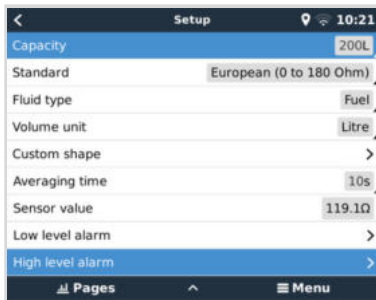 Setup 10:21
Capacity 200L
Standard European (0 to 180 Ohm)
Fluid type Fuel
Volume unit Litre
Custom shape
Averaging time 10s
Sensor value 119.1Ω
Low level alarm
High level alarm
Pages Menu